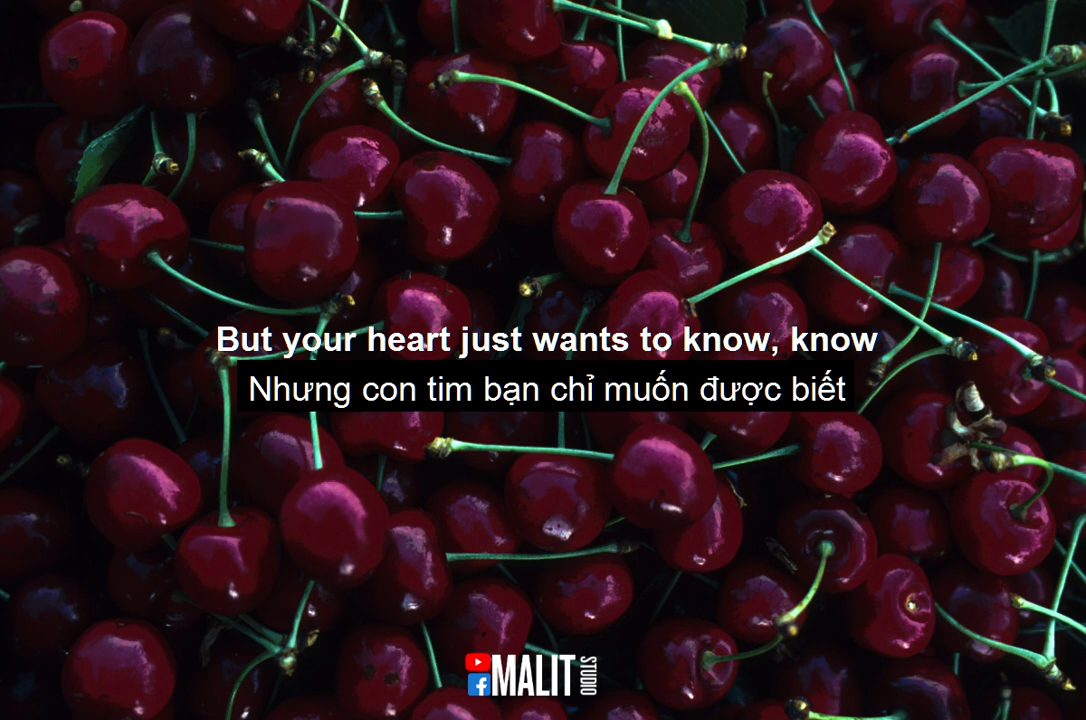 But your heart just wants to know, know
Nhưng con tim bạn chỉ muốn được biết
MALIT STUDIO